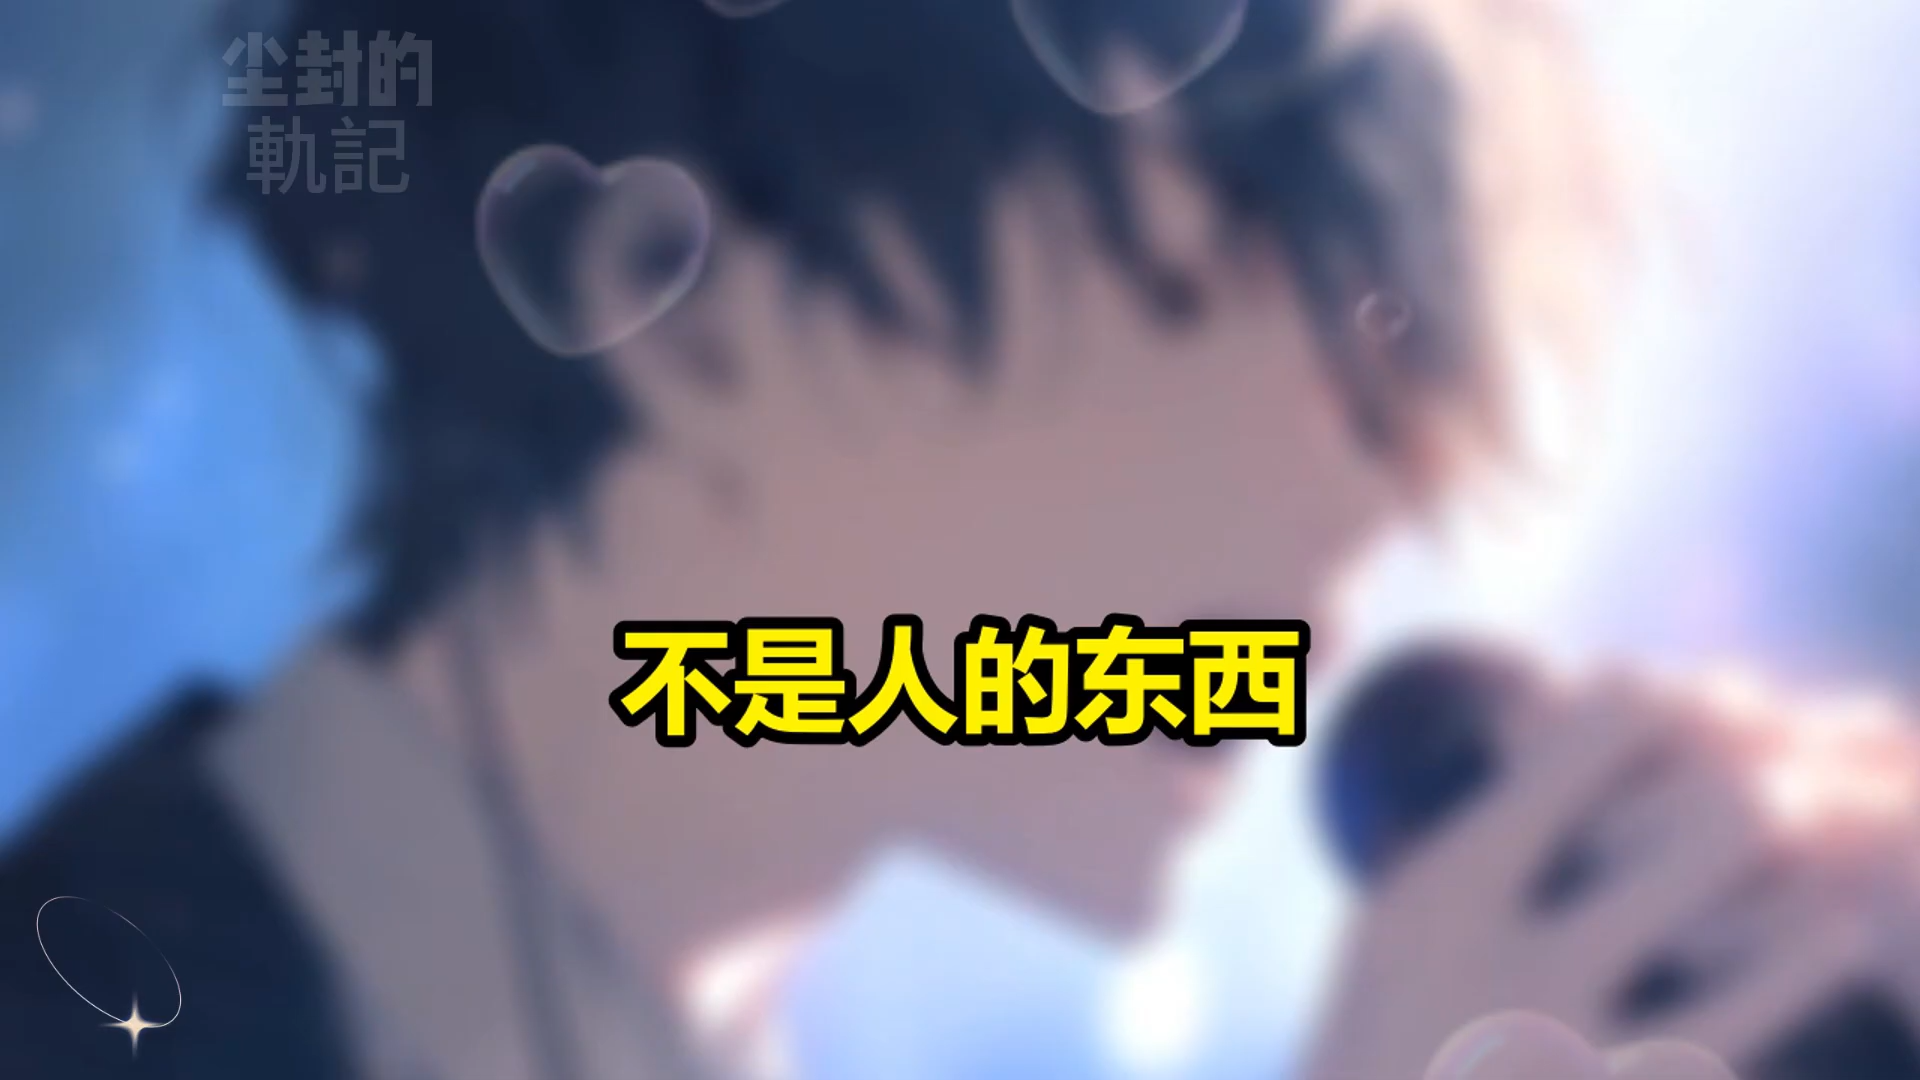 尘封的
軌記
不是人的东西